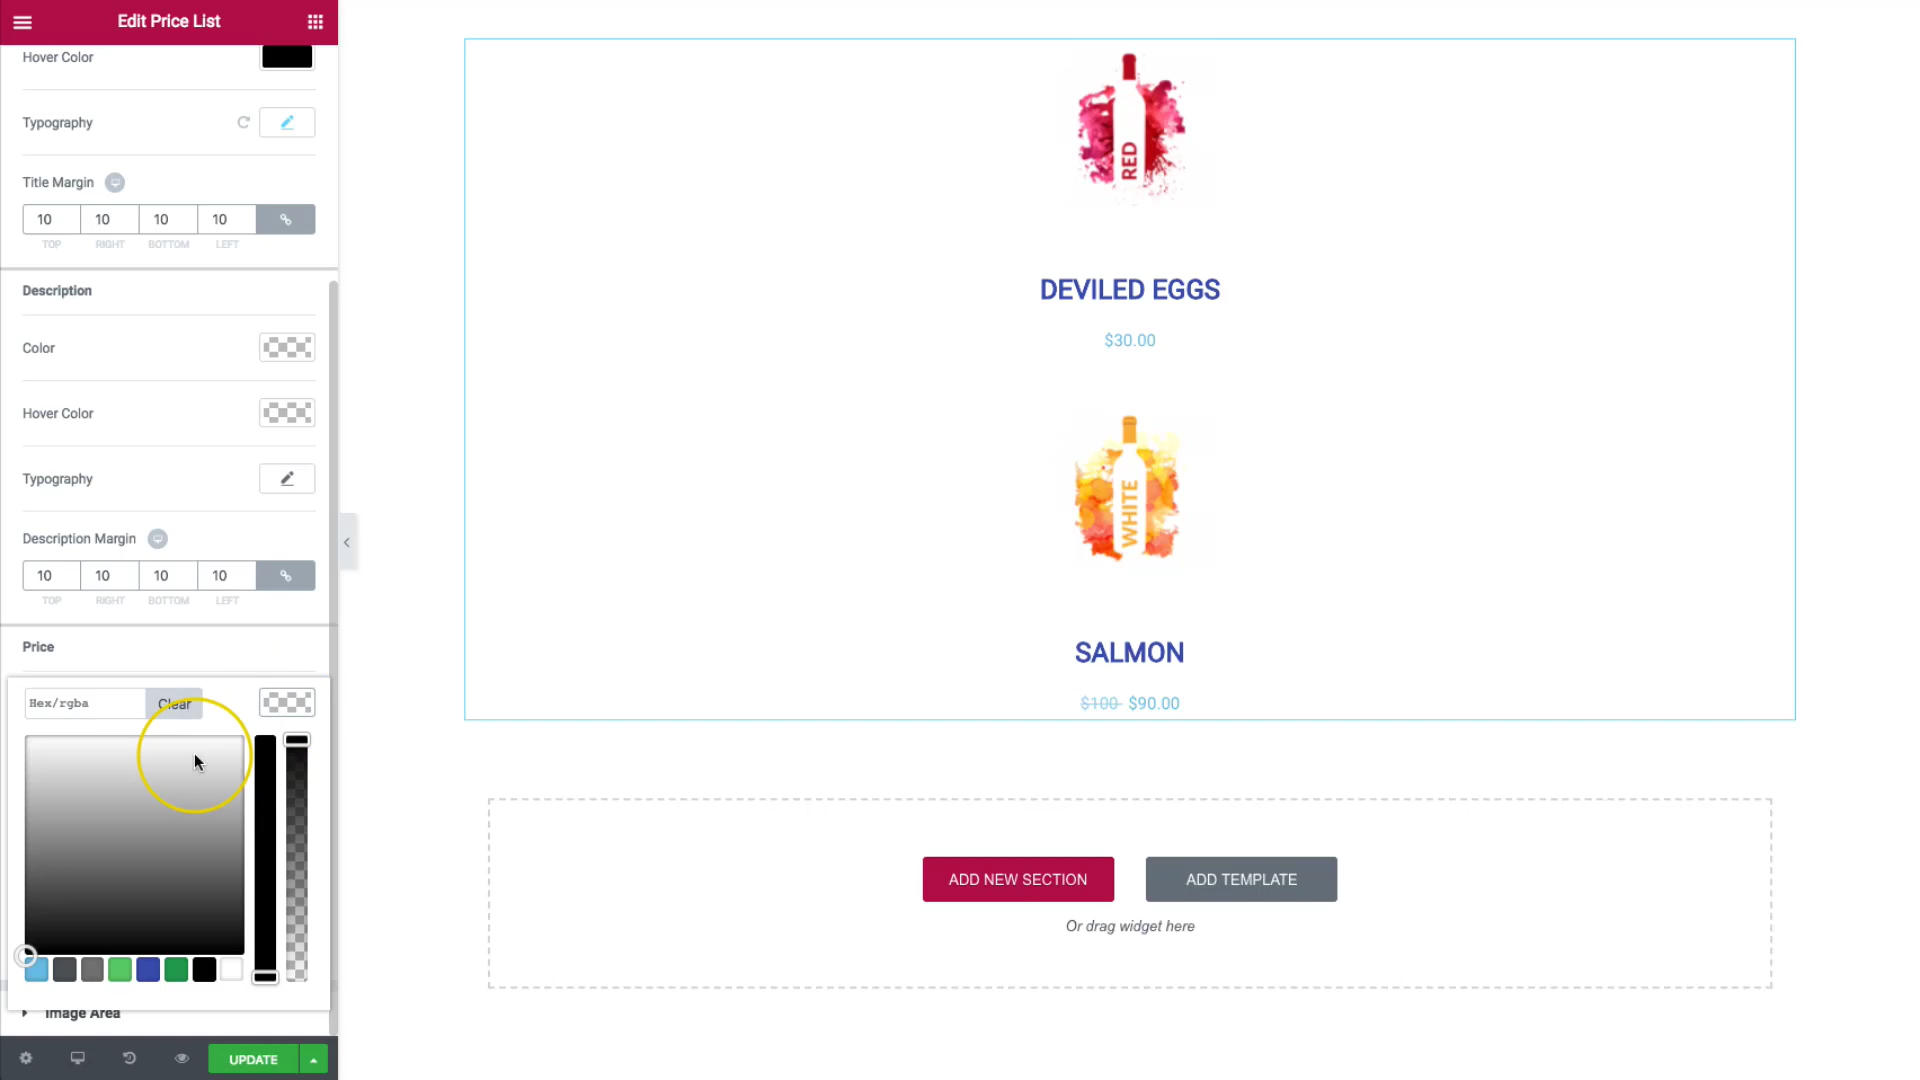 Edit Price List
Hover Color
Typography
Title Margin
10 10 10 10
TOP RIGHT BOTTOM LEFT
Description
Color
Hover Color
Typography
Description Margin
10 10 10 10
TOP RIGHT BOTTOM LEFT
Price
Hex/rgba Clear
Image Area
UPDATE
RED
DEVILED EGGS
$30.00
WHITE
SALMON
$100 $90.00
ADD NEW SECTION ADD TEMPLATE
Or drag widget here